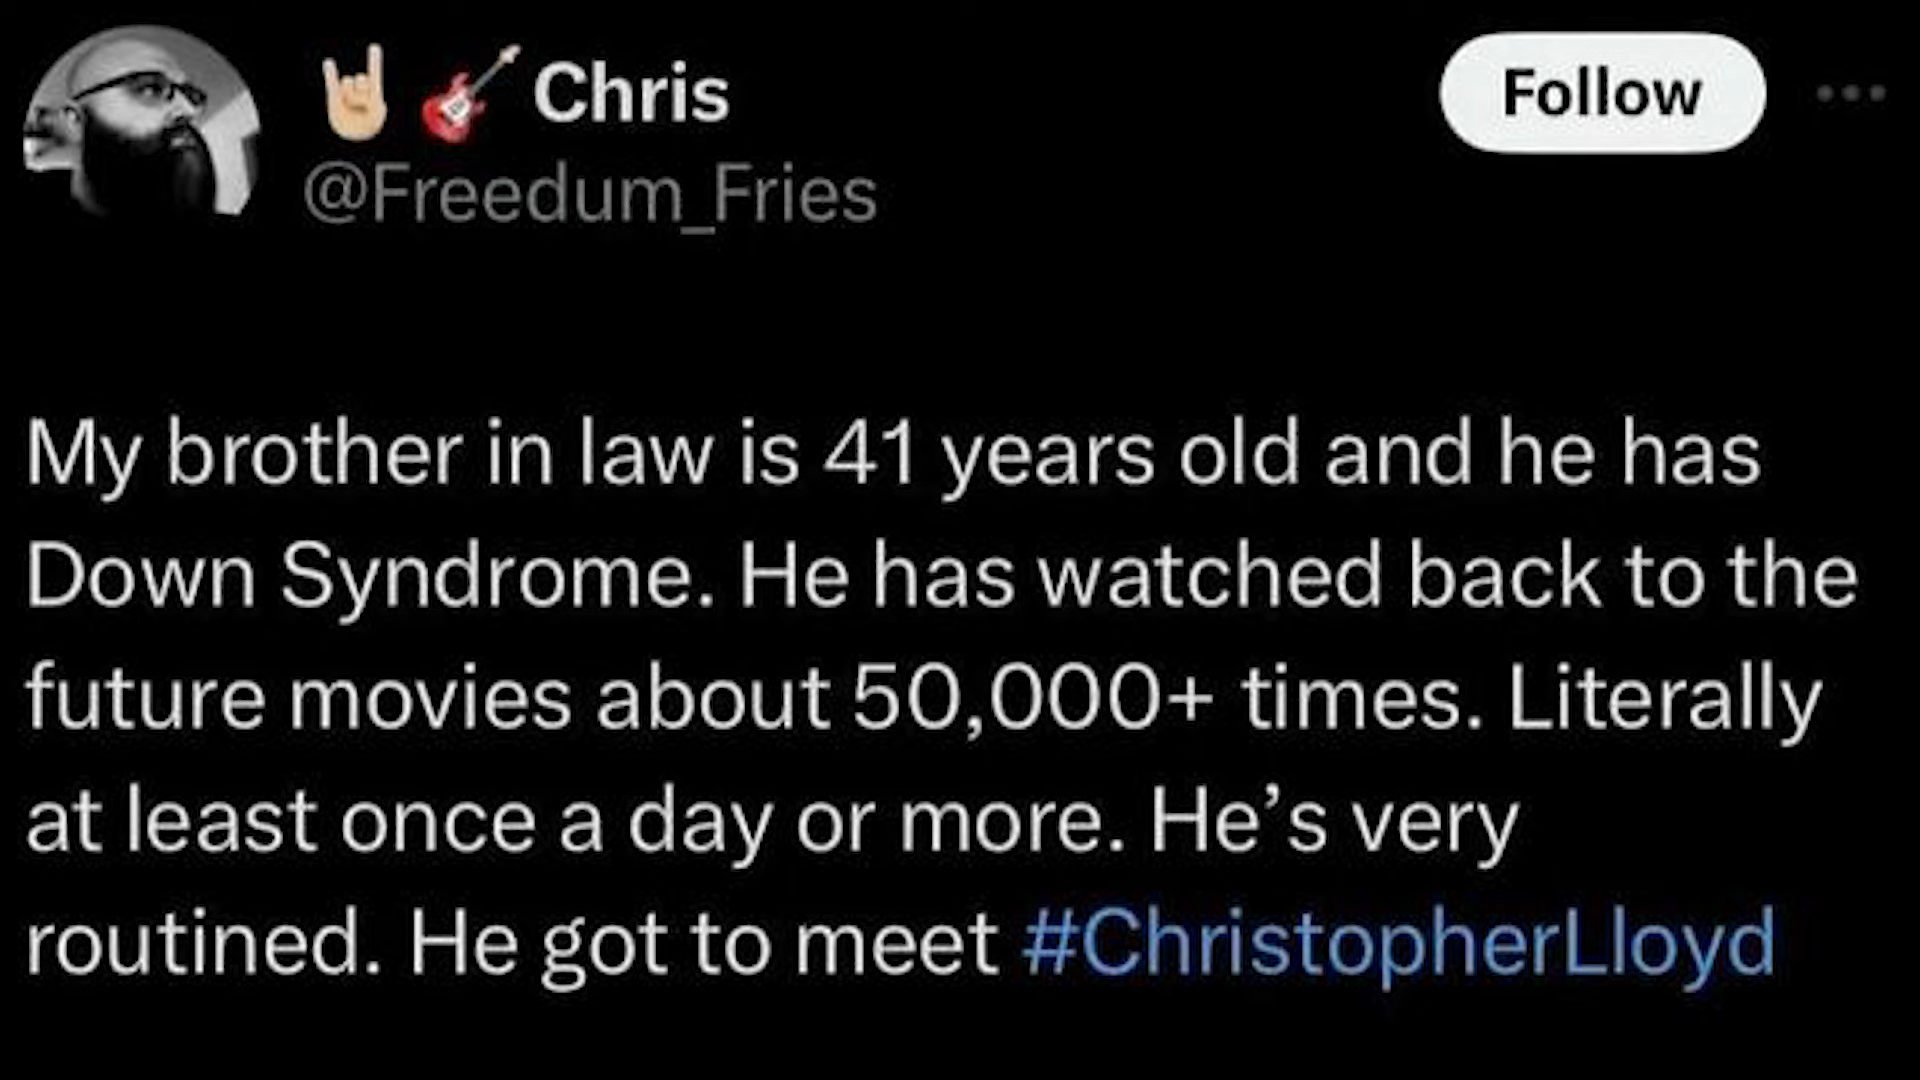 🤘🏼 🎸 Chris
Follow
@Freedum_Fries
My brother in law is 41 years old and he has
Down Syndrome. He has watched back to the
future movies about 50,000+ times. Literally
at least once a day or more. He’s very
routined. He got to meet #ChristopherLloyd